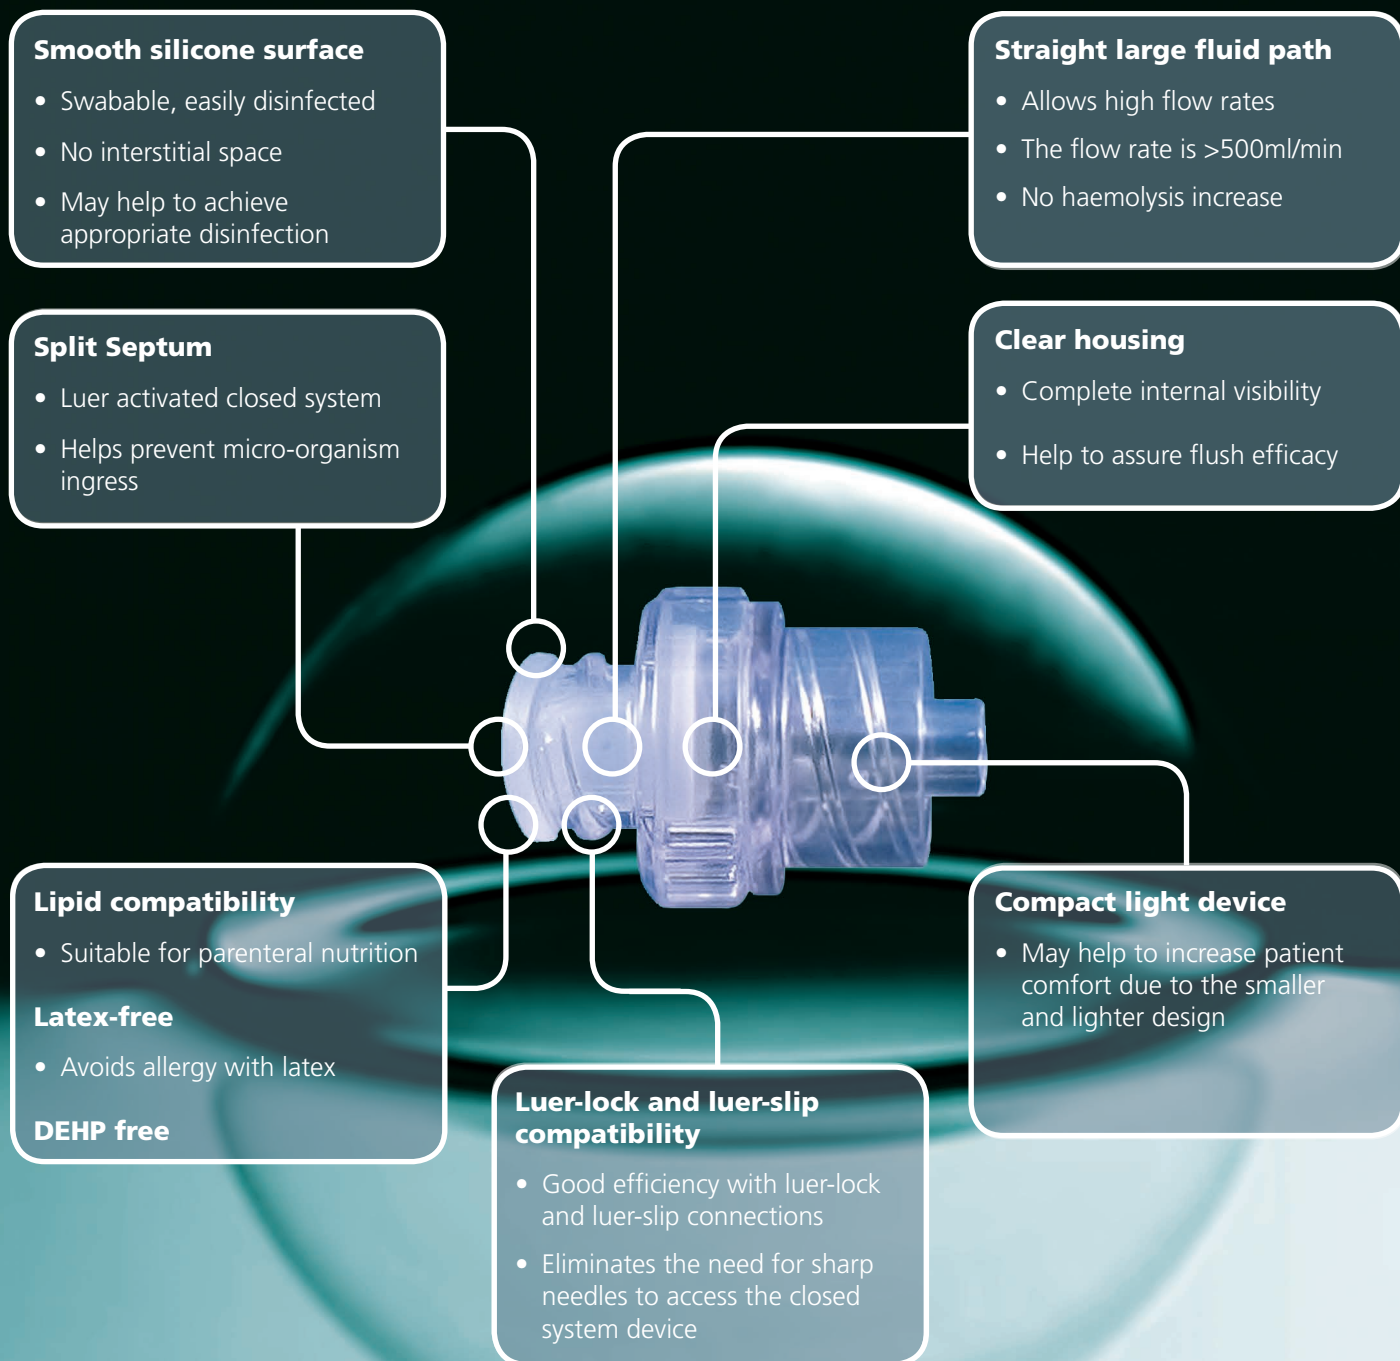 Smooth silicone surface
• Swabable, easily disinfected
• No interstitial space
• May help to achieve
appropriate disinfection
Straight large fluid path
• Allows high flow rates
• The flow rate is >500ml/min
• No haemolysis increase
Split Septum
• Luer activated closed system
• Helps prevent micro-organism
ingress
Clear housing
• Complete internal visibility
• Help to assure flush efficacy
Lipid compatibility
• Suitable for parenteral nutrition
Latex-free
• Avoids allergy with latex
DEHP free
Luer-lock and luer-slip
compatibility
• Good efficiency with luer-lock
and luer-slip connections
• Eliminates the need for sharp
needles to access the closed
system device
Compact light device
• May help to increase patient
comfort due to the smaller
and lighter design